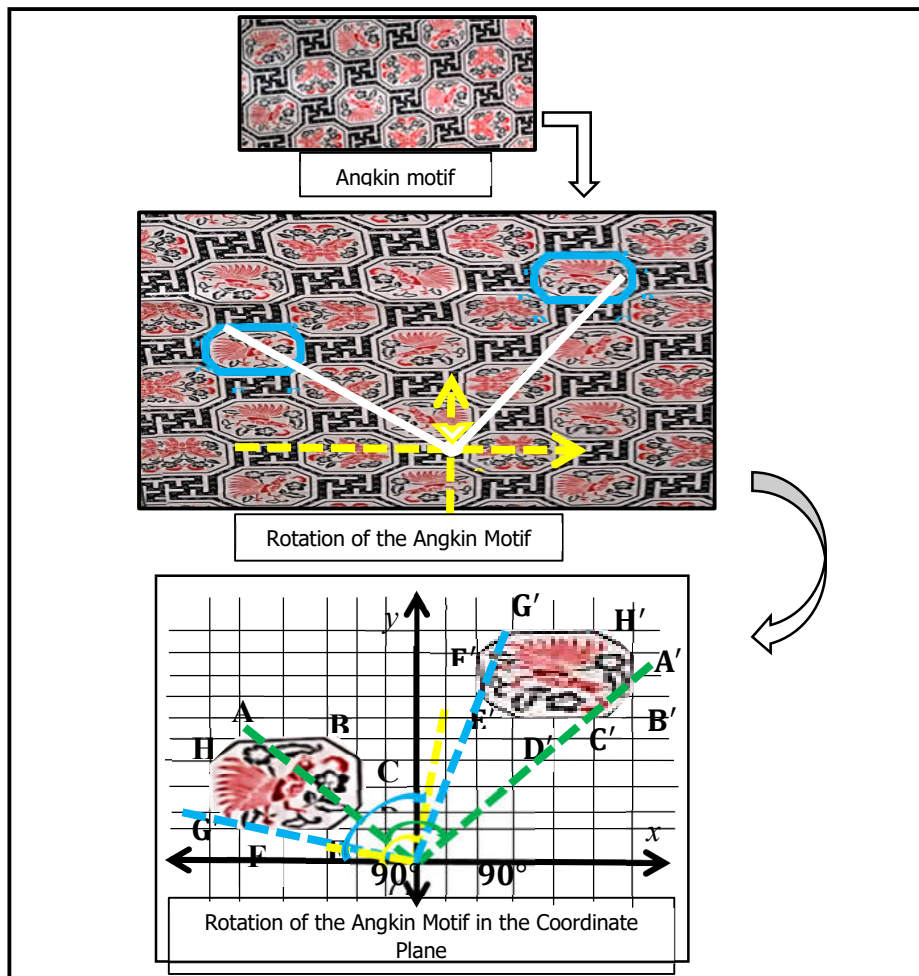 Angkin motif
Rotation of the Angkin Motif
G′
y
H′
F′
A′
A
B
E′
B′
C′
H
D′
C
G
x
F
90°
90°
Rotation of the Angkin Motif in the Coordinate
Plane